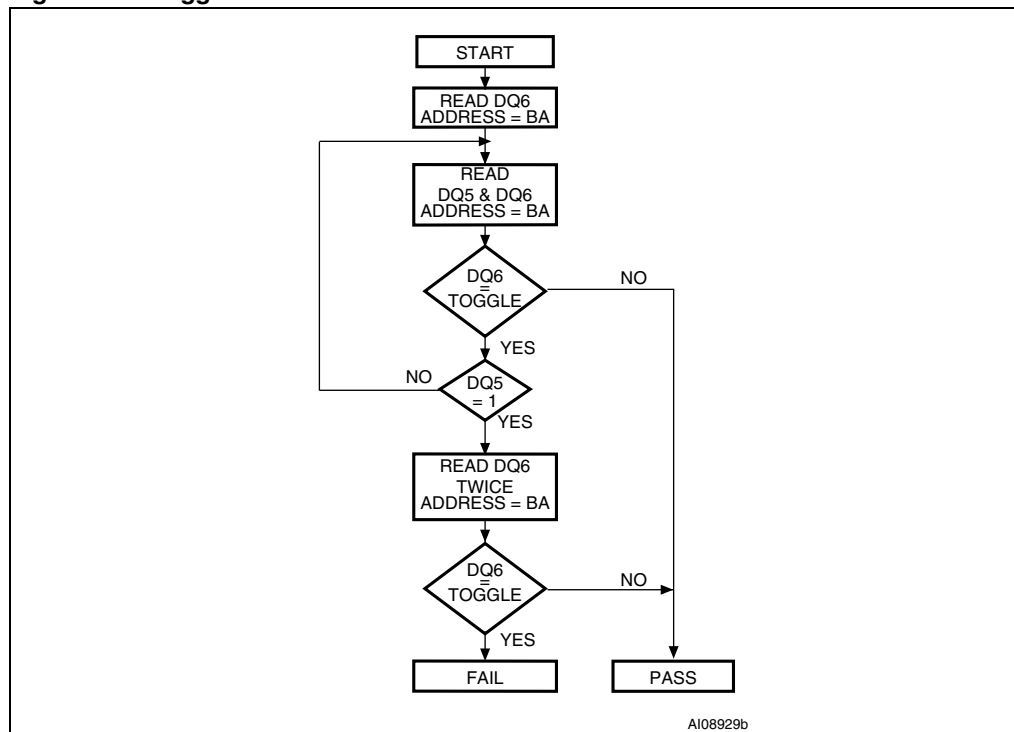 START
READ DQ6
ADDRESS = BA
READ
DQ5 & DQ6
ADDRESS = BA
DQ6
=
TOGGLE
NO
YES
NO
DQ5
= 1
YES
READ DQ6
TWICE
ADDRESS = BA
DQ6
=
TOGGLE
NO
YES
FAIL
PASS
AI08929b